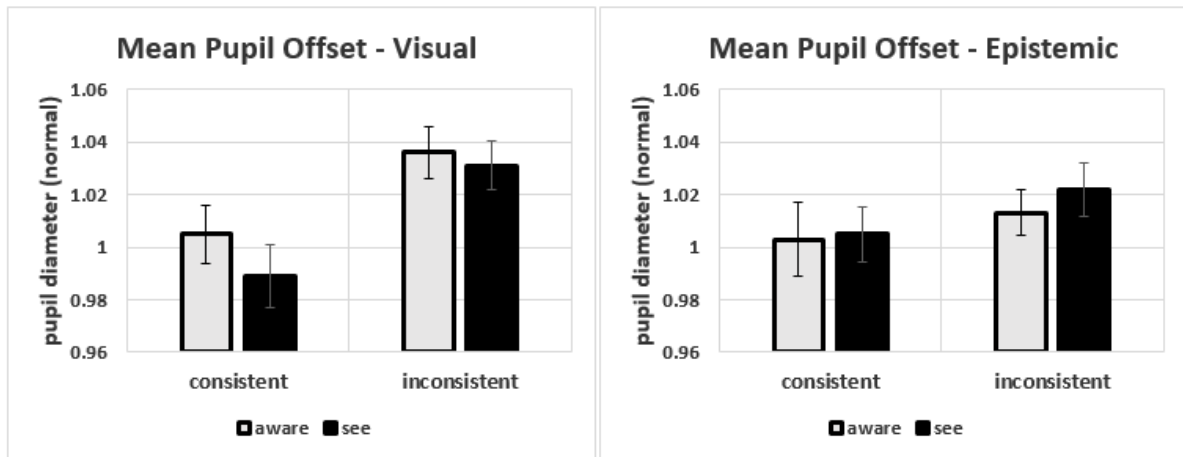 Mean Pupil Offset - Visual
pupil diameter (normal)
1.06
1.04
1.02
1
0.98
0.96
consistent
inconsistent
aware see
Mean Pupil Offset - Epistemic
pupil diameter (normal)
1.06
1.04
1.02
1
0.98
0.96
consistent
inconsistent
aware see